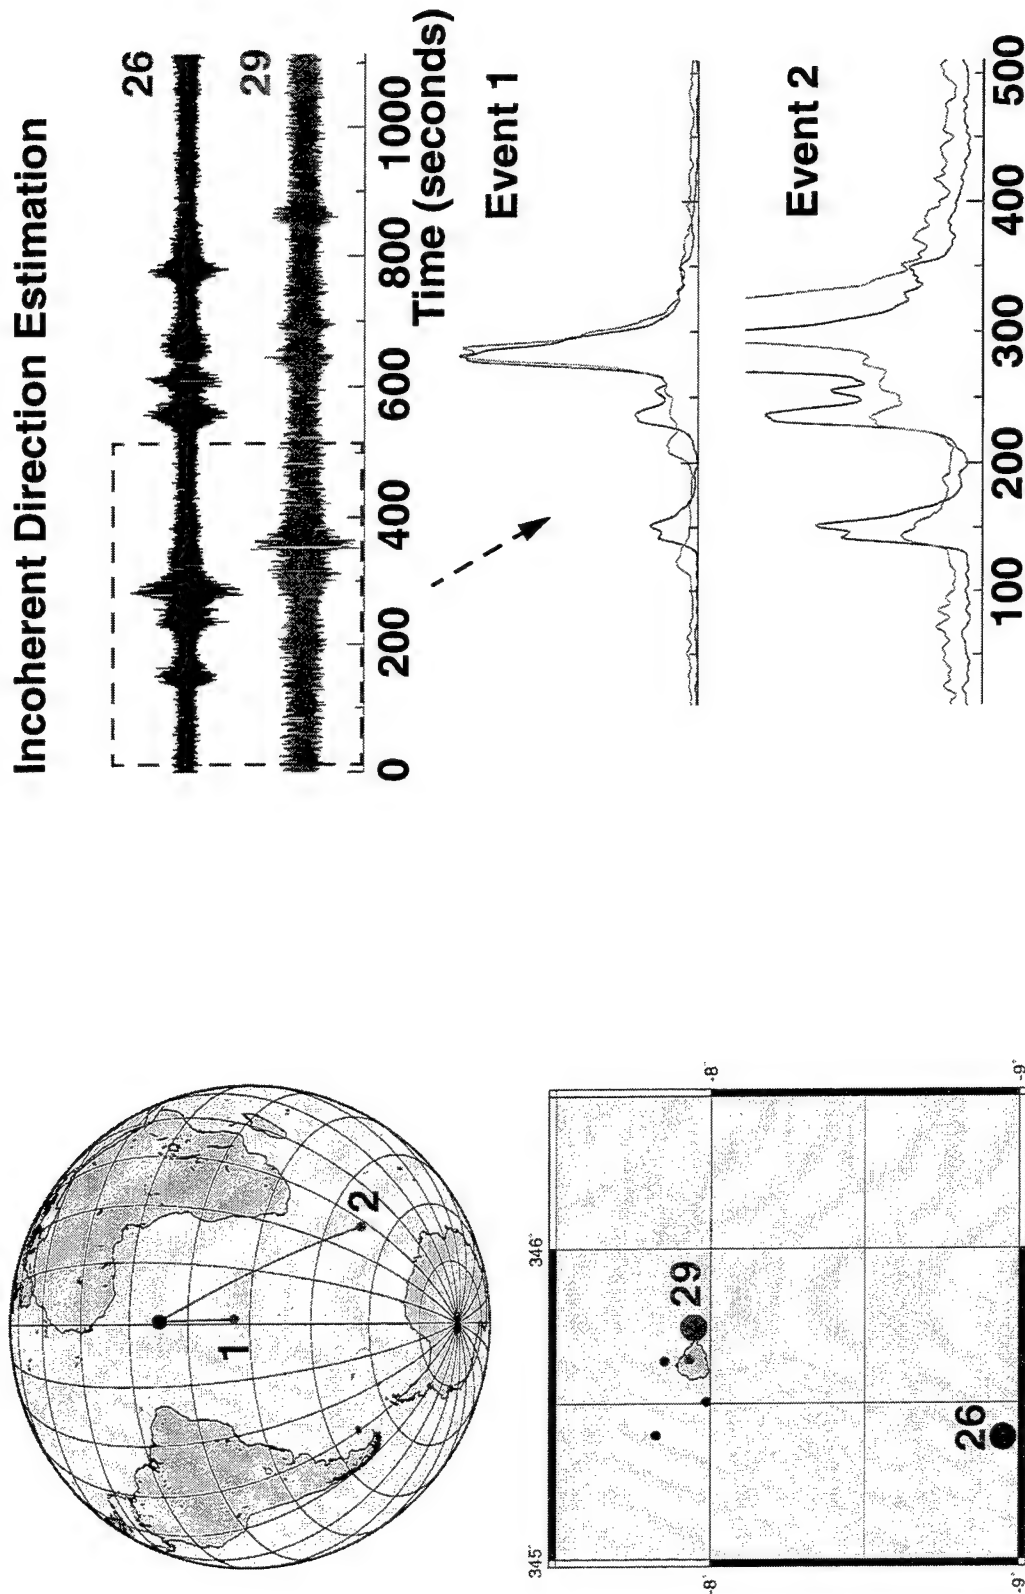 Incoherent Direction Estimation
26
29
0 200 400 600 800 1000
Time (seconds)
Event 1
Event 2
100 200 300 400 500
1
2
345° 346°
-8° -8°
-9° -9°
29
26